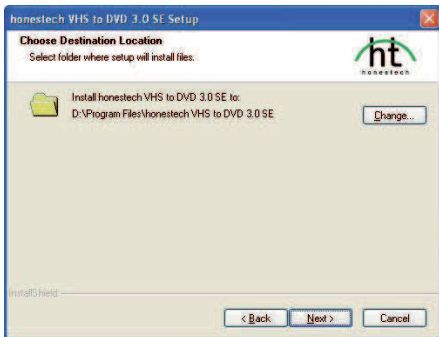 honestech VHS to DVD 3.0 SE Setup
Choose Destination Location
Select folder where setup will install files.
ht
honestech
Install honestech VHS to DVD 3.0 SE to:
D:\Program Files\honestech VHS to DVD 3.0 SE
Change...
InstallShield
< Back
Next >
Cancel